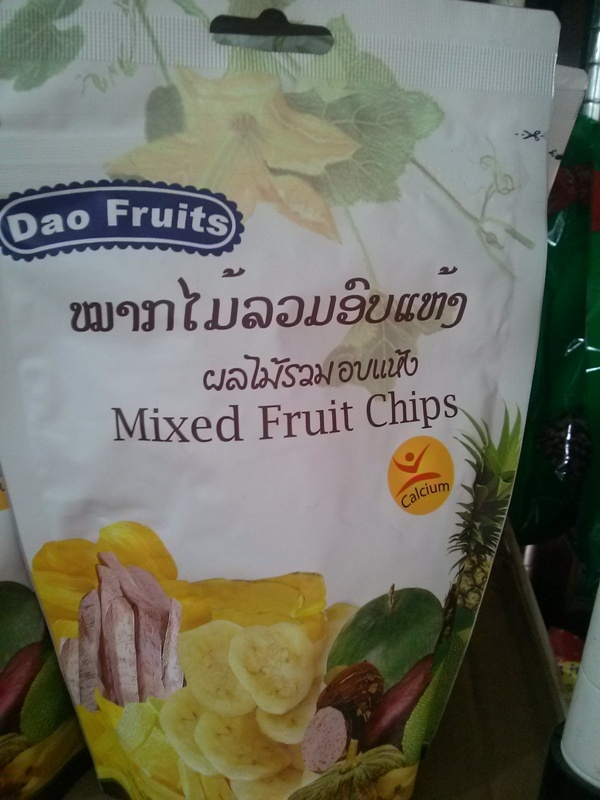 Dao Fruits
ໝາກໄມ້ລວມອົບແຫ້ງ
ผลไม้รวมอบแห้ง
Mixed Fruit Chips
Calcium